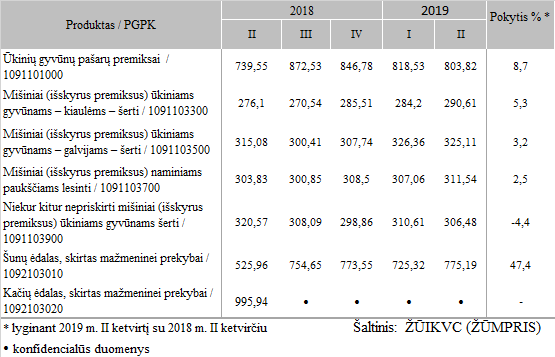 Produktas / PGPK 2018 2019 Pokytis % *
II III IV I II
Ūkinių gyvūnų pašarų premiksai /
1091101000 739,55 872,53 846,78 818,53 803,82 8,7
Mišiniai (išskyrus premiksus) ūkiniams
gyvūnams – kiaulėms – šerti / 1091103300 276,1 270,54 285,51 284,2 290,61 5,3
Mišiniai (išskyrus premiksus) ūkiniams
gyvūnams – galvijams – šerti / 1091103500 315,08 300,41 307,74 326,36 325,11 3,2
Mišiniai (išskyrus premiksus) naminiams
paukščiams lesinti / 1091103700 303,83 300,85 308,5 307,06 311,54 2,5
Niekur kitur nepriskirti mišiniai (išskyrus
premiksus) ūkiniams gyvūnams šerti /
1091103900 320,57 308,09 298,86 310,61 306,48 -4,4
Šunų ėdalas, skirtas mažmeninei prekybai /
1092103010 525,96 754,65 773,55 725,32 775,19 47,4
Kačių ėdalas, skirtas mažmeninei prekybai /
1092103020 995,94 • • • • -
* lyginant 2019 m. II ketvirtį su 2018 m. II ketvirčiu Šaltinis: ŽŪIKVC (ŽŪMPRIS)
• konfidencialūs duomenys